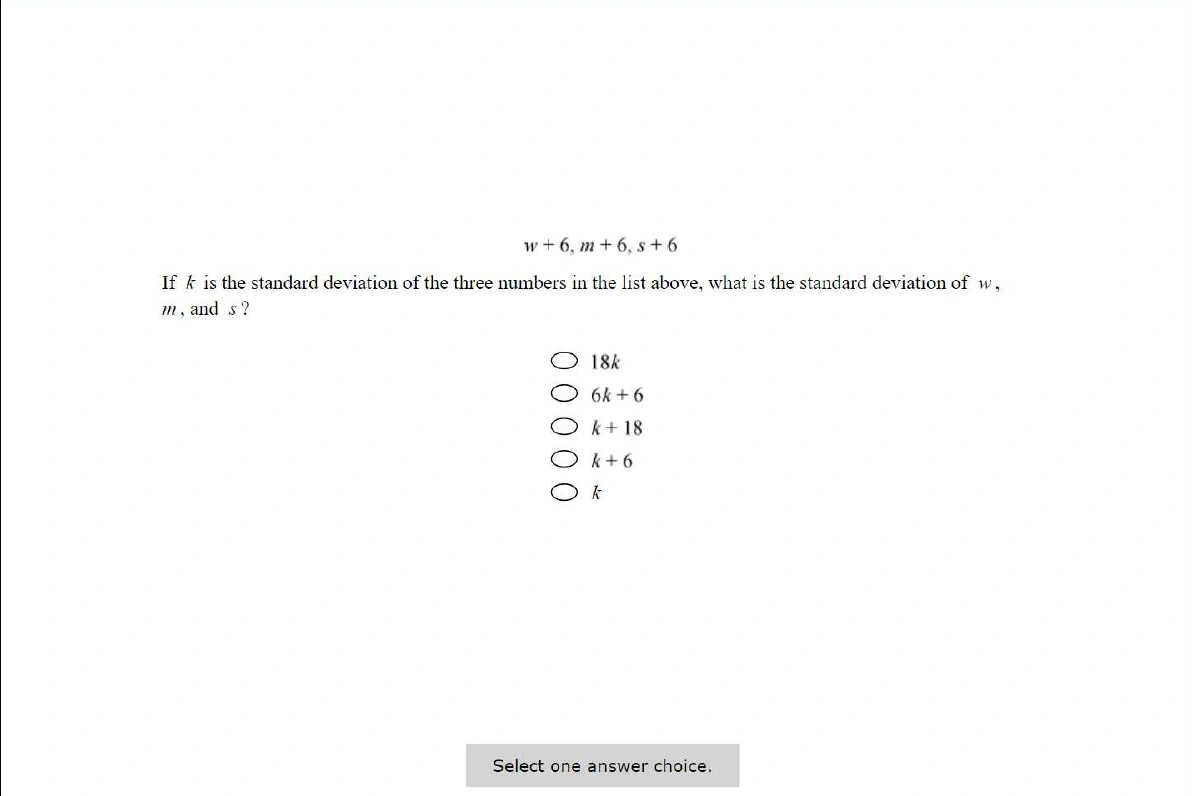 w + 6, m + 6, s + 6
If k is the standard deviation of the three numbers in the list above, what is the standard deviation of w,
m, and s?
18k
6k + 6
k + 18
k + 6
k
Select one answer choice.